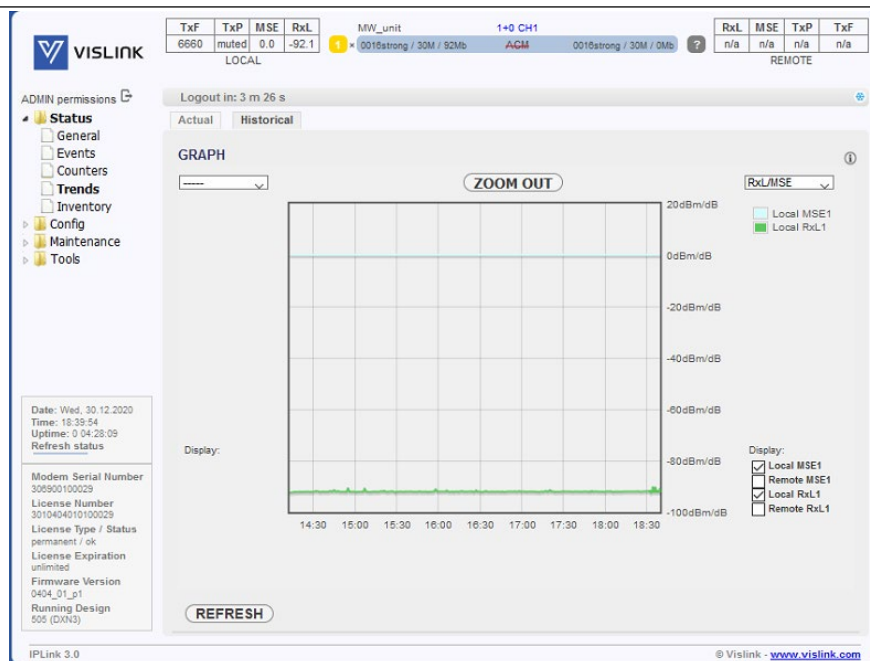 VISLINK
TxF TxP MSE RxL
6660 muted 0.0 -92.1
LOCAL
MW_unit 1+0 CH1
1 × 0016strong / 30M / 92Mb ACM 0016strong / 30M / 0Mb ?
RxL MSE TxP TxF
n/a n/a n/a n/a
REMOTE
ADMIN permissions
Status
General
Events
Counters
Trends
Inventory
Config
Maintenance
Tools
Date: Wed, 30.12.2020
Time: 18:39:54
Uptime: 0 04:28:09
Refresh status
Modem Serial Number
306900100029
License Number
3010404010100029
License Type / Status
permanent / ok
License Expiration
unlimited
Firmware Version
0404_01_p1
Running Design
505 (DXN3)
Logout in: 3 m 26 s
Actual Historical
GRAPH
-----
ZOOM OUT
RxL/MSE
Local MSE1
Local RxL1
20dBm/dB
0dBm/dB
-20dBm/dB
-40dBm/dB
-60dBm/dB
-80dBm/dB
-100dBm/dB
14:30 15:00 15:30 16:00 16:30 17:00 17:30 18:00 18:30
Display:
Display:
Local MSE1
Remote MSE1
Local RxL1
Remote RxL1
REFRESH
IPLink 3.0
© Vislink - www.vislink.com